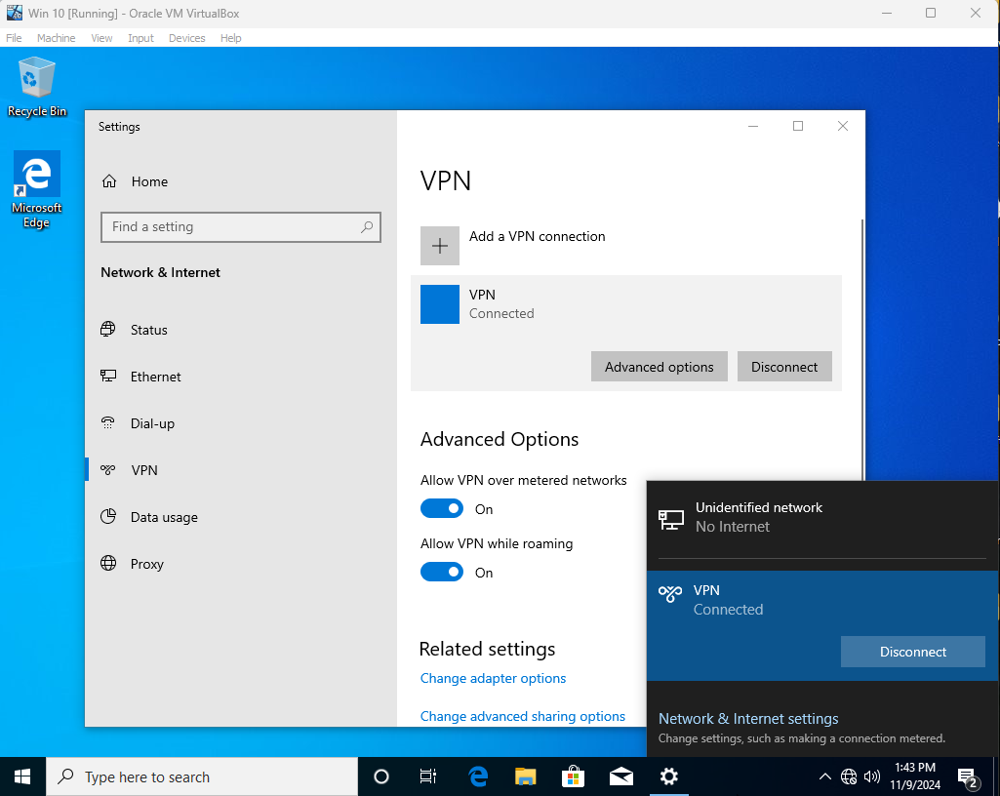 Win 10 [Running] - Oracle VM VirtualBox
File Machine View Input Devices Help
Recycle Bin
Microsoft
Edge
Settings
Home
Find a setting
Network & Internet
Status
Ethernet
Dial-up
VPN
Data usage
Proxy
VPN
Add a VPN connection
VPN
Connected
Advanced options Disconnect
Advanced Options
Allow VPN over metered networks
On
Allow VPN while roaming
On
Related settings
Change adapter options
Change advanced sharing options
Unidentified network
No Internet
VPN
Connected
Disconnect
Network & Internet settings
Change settings, such as making a connection metered.
Type here to search
1:43 PM
11/9/2024
2